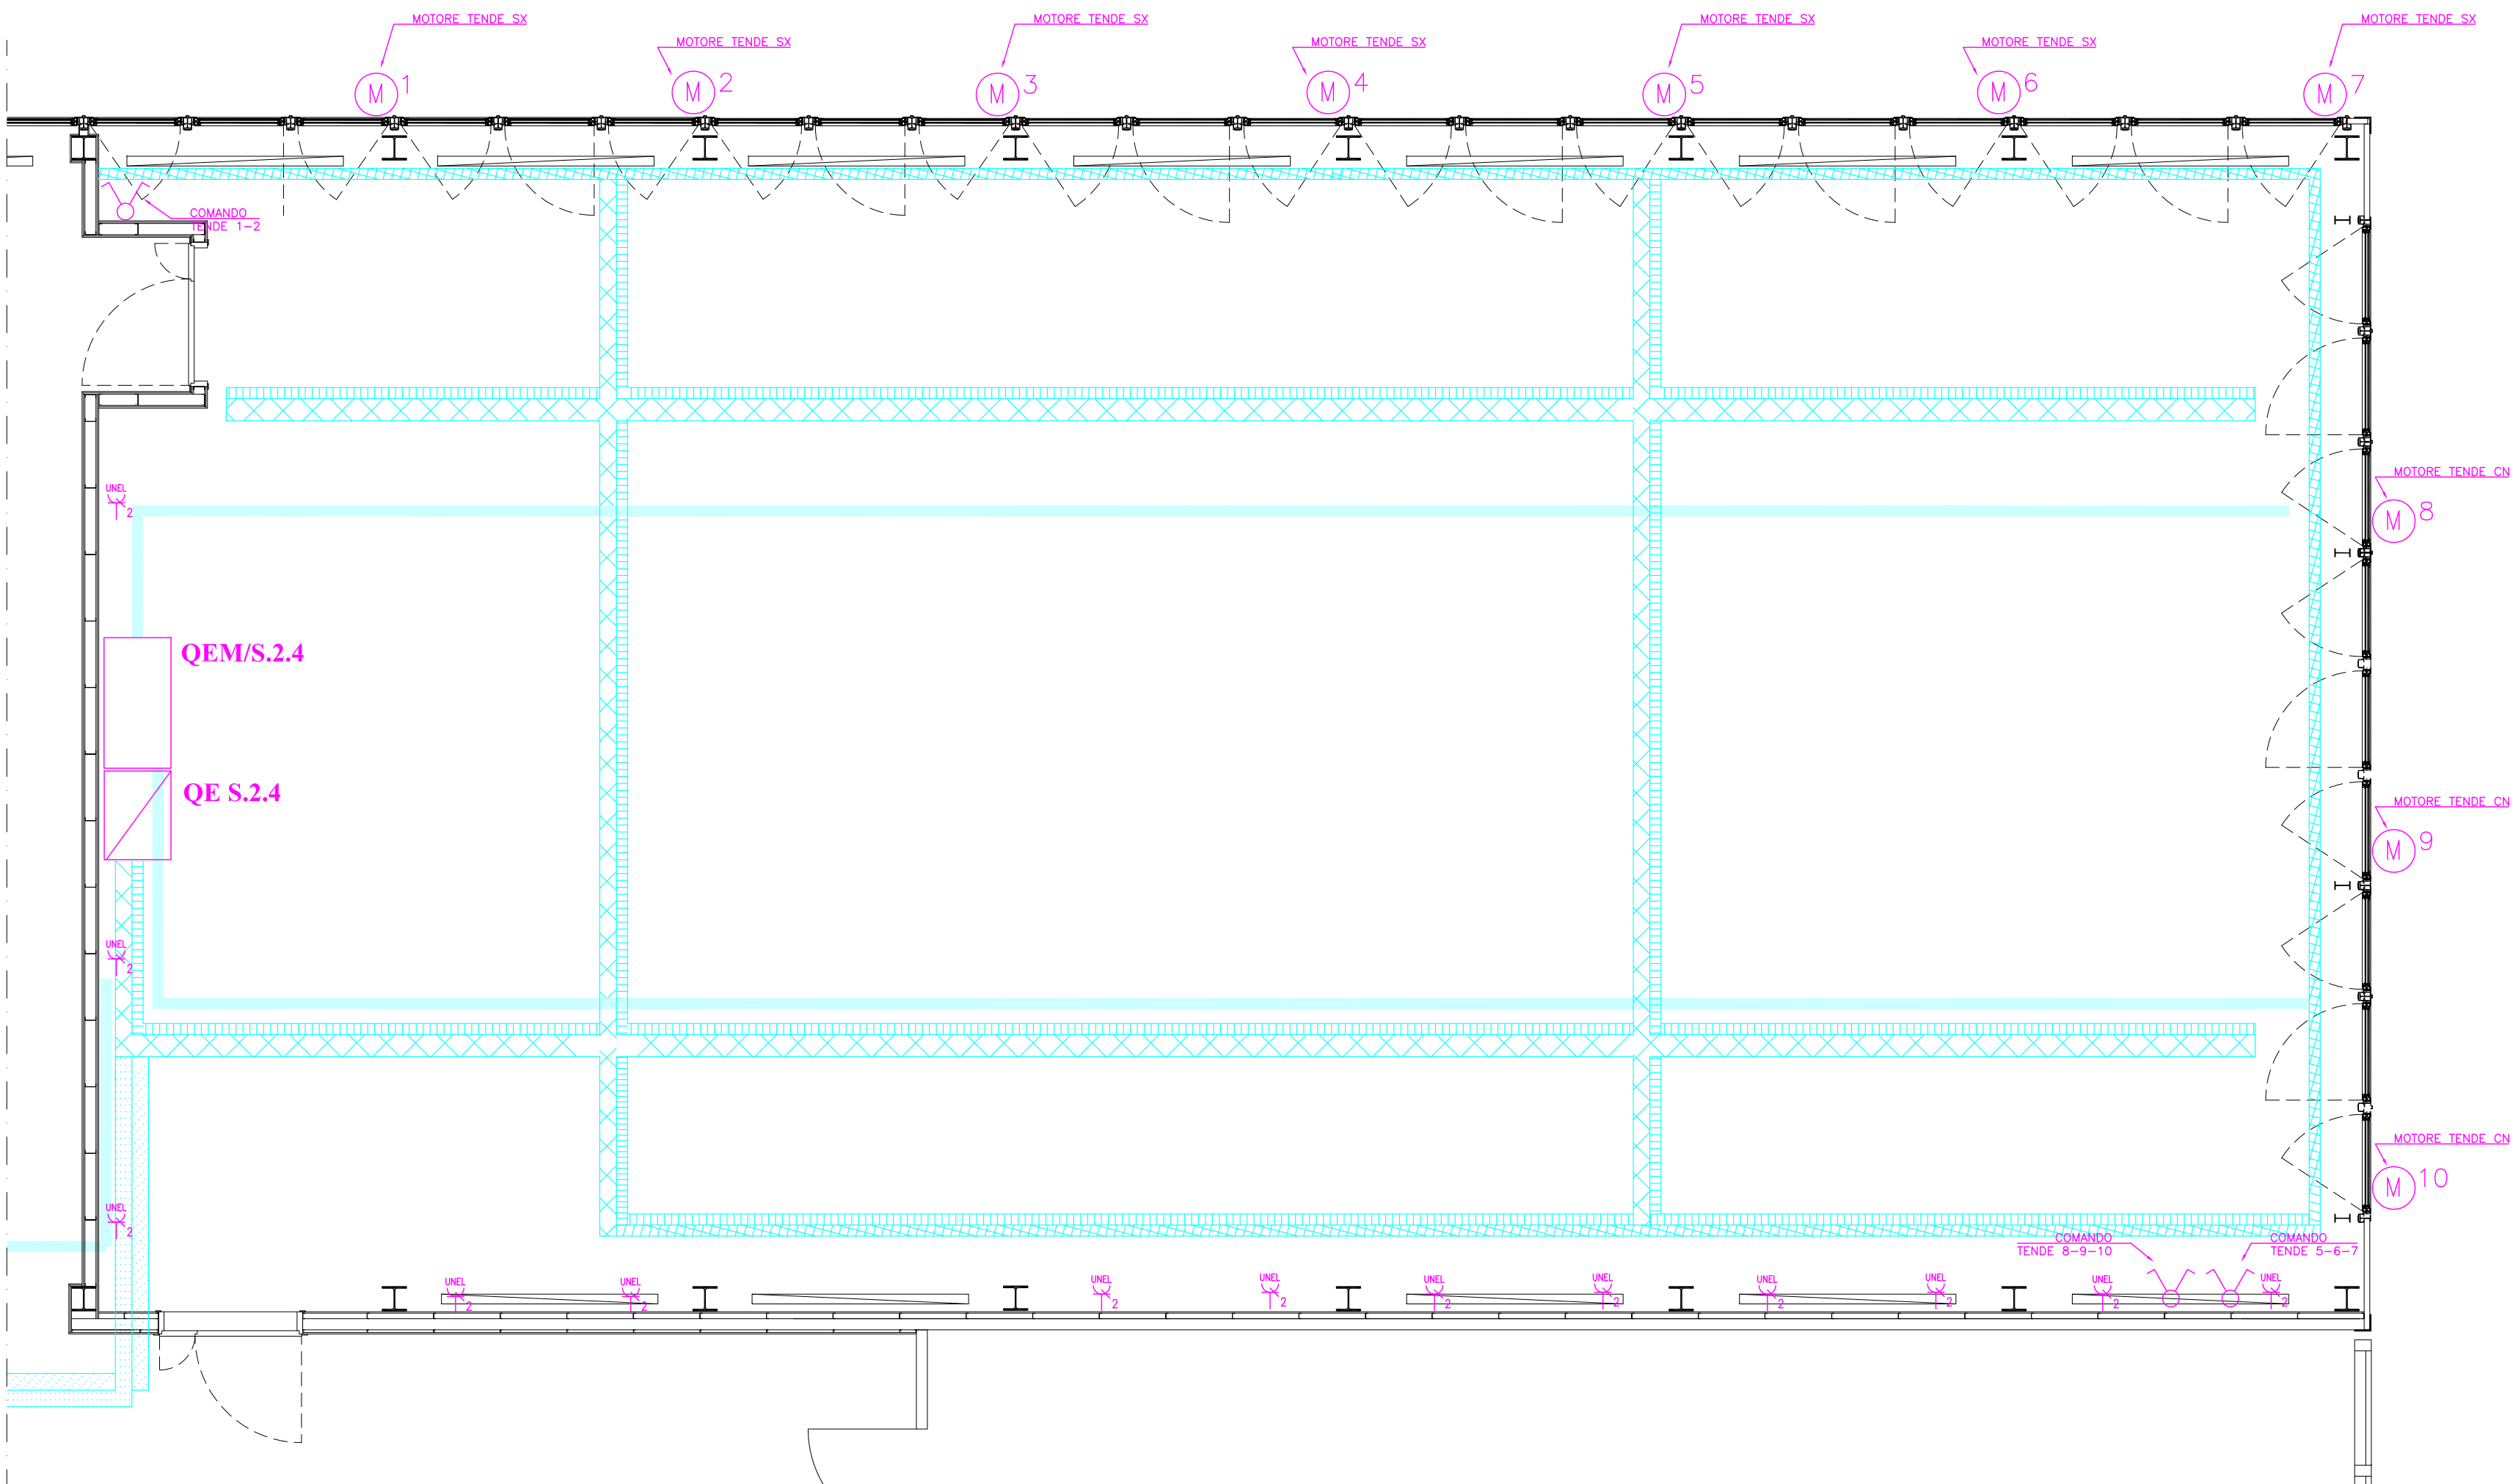 MOTORE TENDE SX
MOTORE TENDE SX
MOTORE TENDE SX
MOTORE TENDE SX
MOTORE TENDE SX
MOTORE TENDE SX
MOTORE TENDE SX
M 1
M 2
M 3
M 4
M 5
M 6
M 7
COMANDO
TENDE 1-2
MOTORE TENDE CN
M 8
UNEL
2
QEM/S.2.4
QE S.2.4
MOTORE TENDE CN
M 9
UNEL
2
MOTORE TENDE CN
M 10
UNEL
2
COMANDO
TENDE 8-9-10
COMANDO
TENDE 5-6-7
UNEL
2
UNEL
2
UNEL
2
UNEL
2
UNEL
2
UNEL
2
UNEL
2
UNEL
2
UNEL
2
UNEL
2